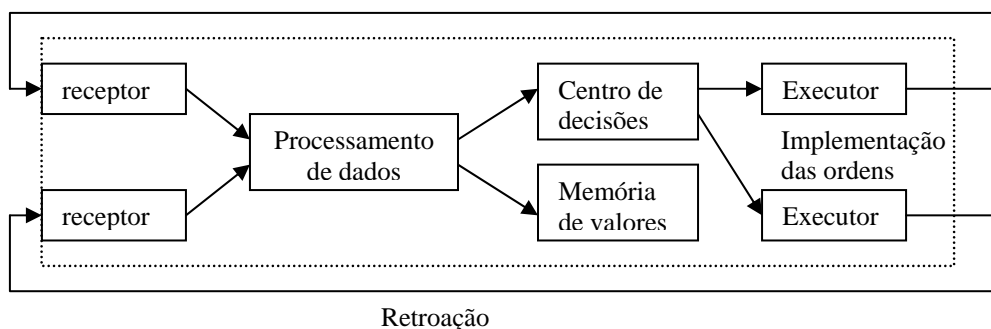 receptor
Centro de
decisões
Executor
Processamento
de dados
Implementação
das ordens
receptor
Memória
de valores
Executor
Retroação